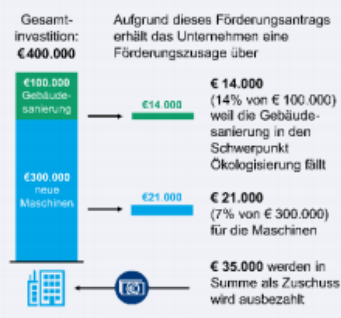 Gesamt-
investition:
€400.000
Aufgrund dieses Förderungsantrags
erhält das Unternehmen eine
Förderungszusage über
€100.000
Gebäude-
sanierung
€14.000
€ 14.000
(14% von € 100.000)
weil die Gebäude-
sanierung in den
Schwerpunkt
Ökologisierung fällt
€300.000
neue
Maschinen
€21.000
€ 21.000
(7% von € 300.000)
für die Maschinen
€ 35.000 werden in
Summe als Zuschuss
wird ausbezahlt